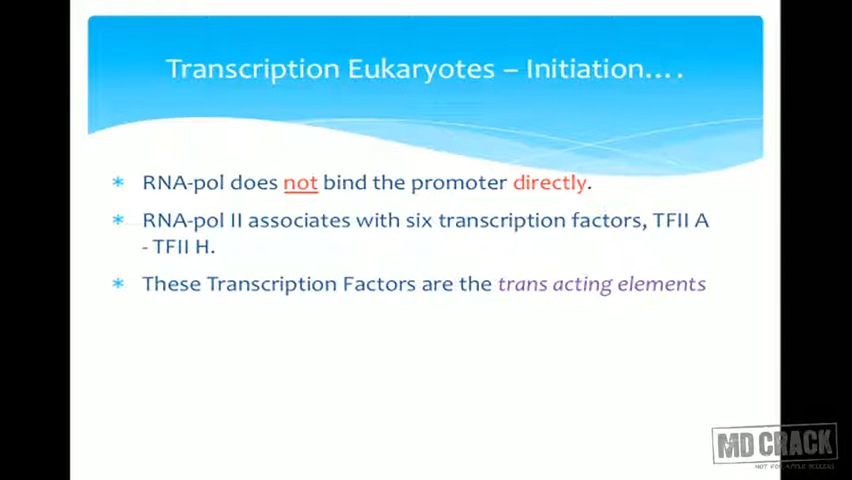 Transcription Eukaryotes – Initiation….
* RNA-pol does not bind the promoter directly.
* RNA-pol II associates with six transcription factors, TFII A
- TFII H.
* These Transcription Factors are the trans acting elements
MD CRACK